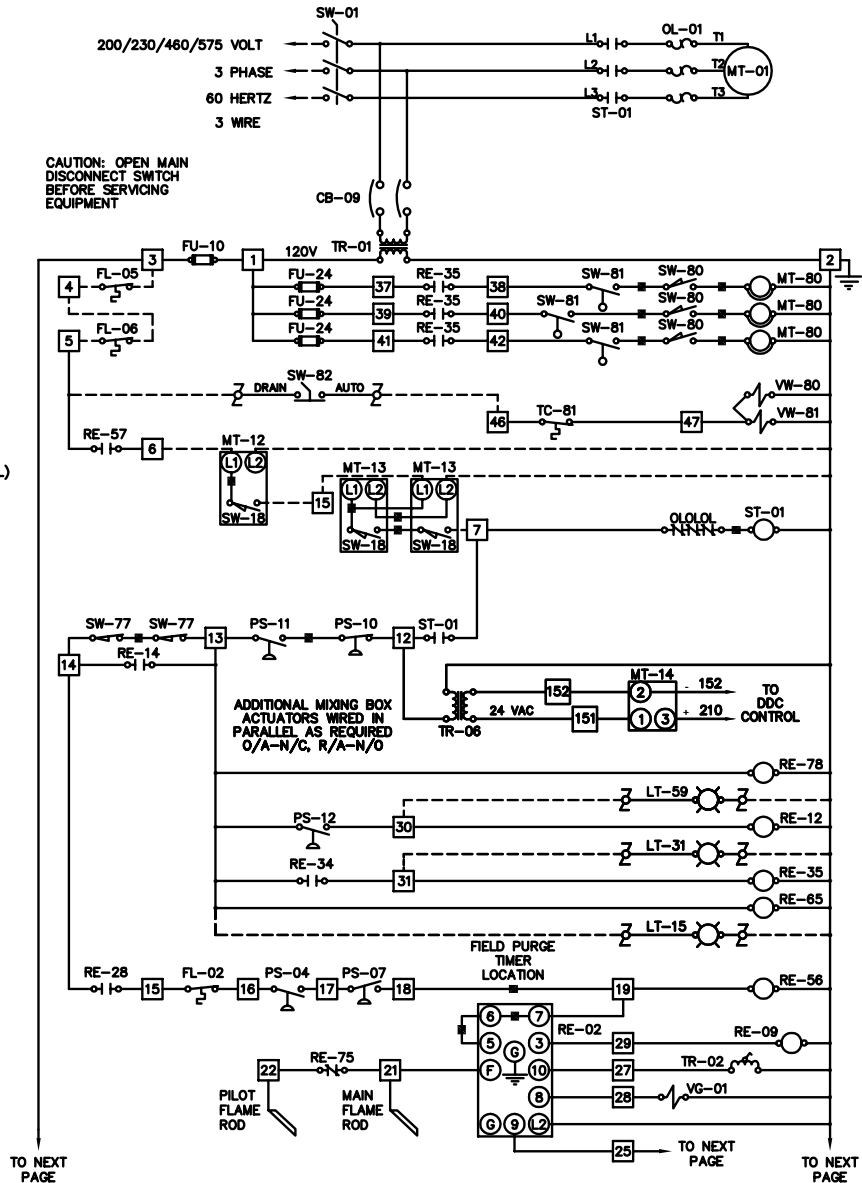 SW-01
200/230/460/575 VOLT
L1
OL-01
T1
3 PHASE
L2
T2
MT-01
60 HERTZ
L3
T3
3 WIRE
ST-01
CAUTION: OPEN MAIN
DISCONNECT SWITCH
BEFORE SERVICING
EQUIPMENT
CB-09
TR-01
3
FU-10
1
120V
2
4
FL-05
FU-24
37
RE-35
38
SW-81
SW-80
MT-80
FU-24
39
RE-35
40
SW-81
SW-80
MT-80
5
FL-06
FU-24
41
RE-35
42
SW-81
SW-80
MT-80
DRAIN
SW-82
AUTO
VW-80
46
TC-81
47
VW-81
RE-57
6
MT-12
L1
L2
L)
SW-18
15
MT-13
MT-13
L1
L2
L1
L2
SW-18
SW-18
7
OLOLOL
ST-01
SW-77
SW-77
13
PS-11
PS-10
12
ST-01
14
RE-14
MT-14
152
2
- 152
TO
DDC
CONTROL
24 VAC
151
1
3
+ 210
TR-06
ADDITIONAL MIXING BOX
ACTUATORS WIRED IN
PARALLEL AS REQUIRED
O/A-N/C, R/A-N/O
RE-78
LT-59
PS-12
30
RE-12
LT-31
RE-34
31
RE-35
RE-65
LT-15
FIELD PURGE
TIMER
LOCATION
RE-28
15
FL-02
16
PS-04
17
PS-07
18
19
RE-56
6
7
RE-02
5
G
3
29
RE-09
22
RE-75
21
F
10
27
TR-02
PILOT
FLAME
ROD
MAIN
FLAME
ROD
8
28
VG-01
G
9
L2
25
TO NEXT
PAGE
TO NEXT
PAGE
TO NEXT
PAGE